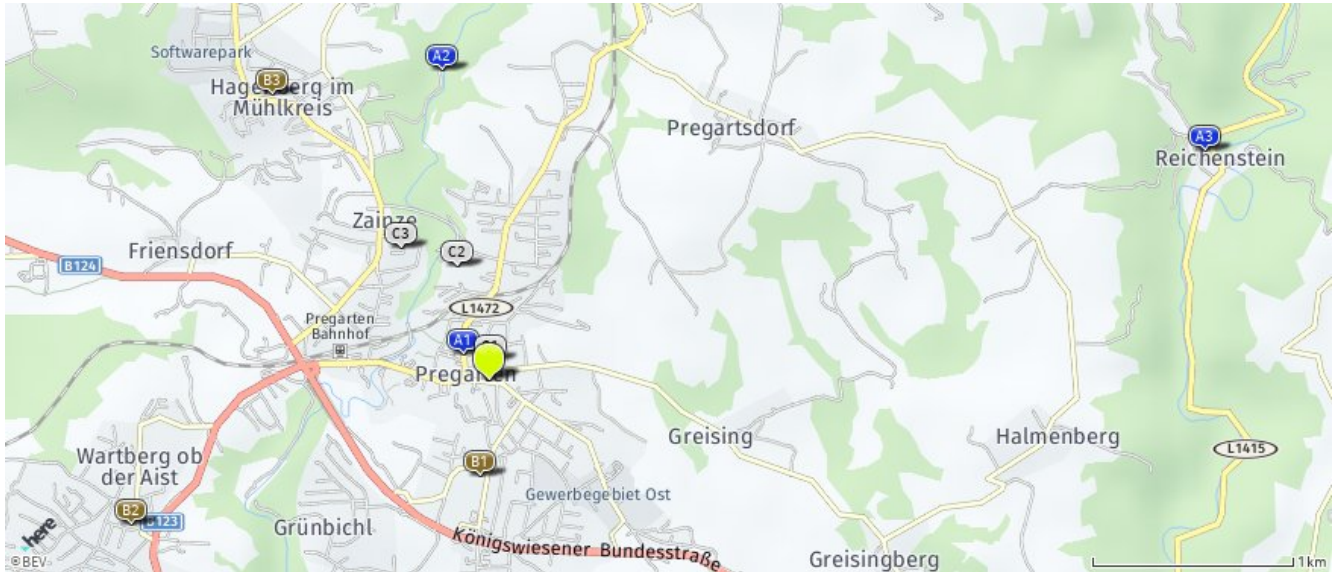 Softwarepark
A2
B3
Hagenberg im
Mühlkreis
Pregartsdorf
A3
Reichenstein
Zainze
C3
C2
Friensdorf
B124
L1472
Pregarten
Bahnhof
A1
Pregarten
Greising
Halmenberg
L1415
Wartberg ob
der Aist
B1
Gewerbegebiet Ost
B2
B123
Grünbichl
Königswiesener Bundesstraße
Greisingberg
here
©BEV
1km